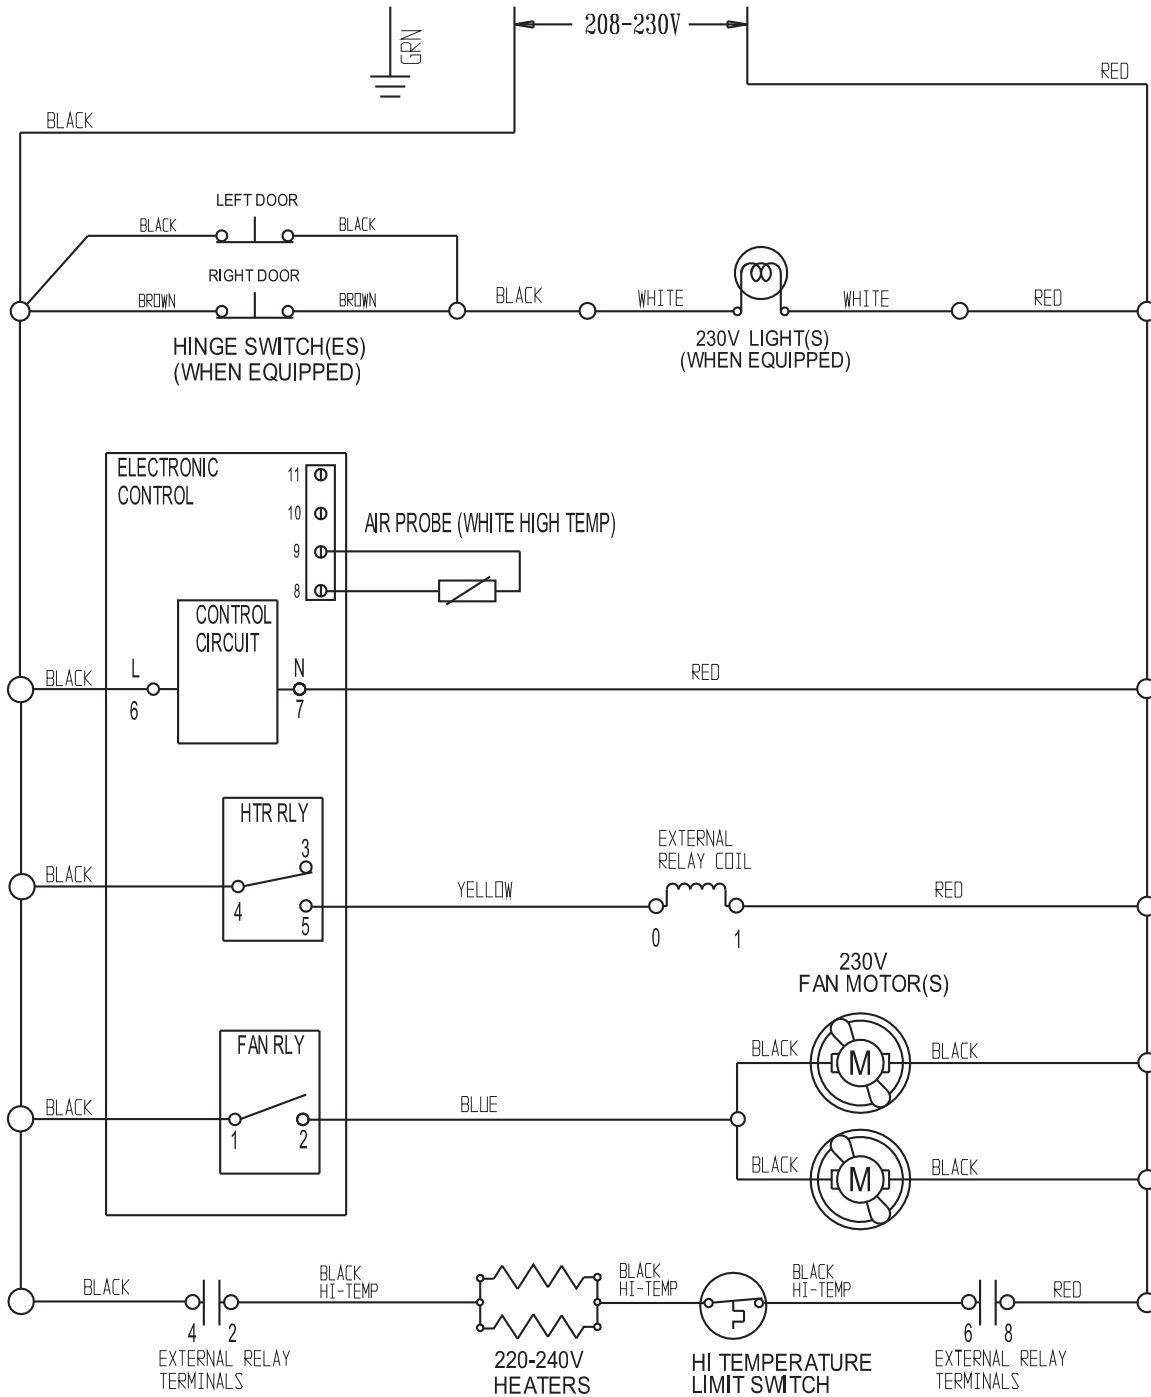 208-230V
GRN
RED
BLACK
LEFT DOOR
BLACK
BLACK
RIGHT DOOR
BROWN
BROWN
BLACK
WHITE
WHITE
RED
HINGE SWITCH(ES)
(WHEN EQUIPPED)
230V LIGHT(S)
(WHEN EQUIPPED)
ELECTRONIC
CONTROL
11
10
9
8
AIR PROBE (WHITE HIGH TEMP)
CONTROL
CIRCUIT
BLACK
L
6
N
7
RED
HTR RLY
3
BLACK
4
5
YELLOW
EXTERNAL
RELAY COIL
0
1
RED
230V
FAN MOTOR(S)
FAN RLY
BLACK
1
2
BLUE
BLACK
M
BLACK
BLACK
M
BLACK
BLACK
4
2
EXTERNAL RELAY
TERMINALS
BLACK
HI-TEMP
220-240V
HEATERS
BLACK
HI-TEMP
HI TEMPERATURE
LIMIT SWITCH
BLACK
HI-TEMP
6
8
EXTERNAL RELAY
TERMINALS
RED